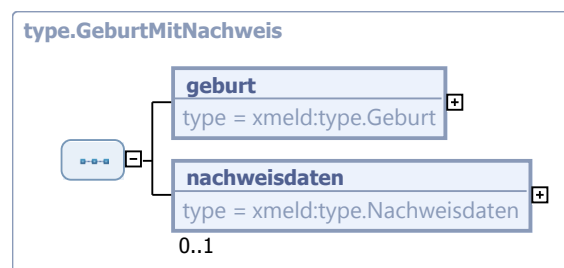 type.GeburtMitNachweis
geburt
type = xmeld:type.Geburt
nachweisdaten
type = xmeld:type.Nachweisdaten
0..1